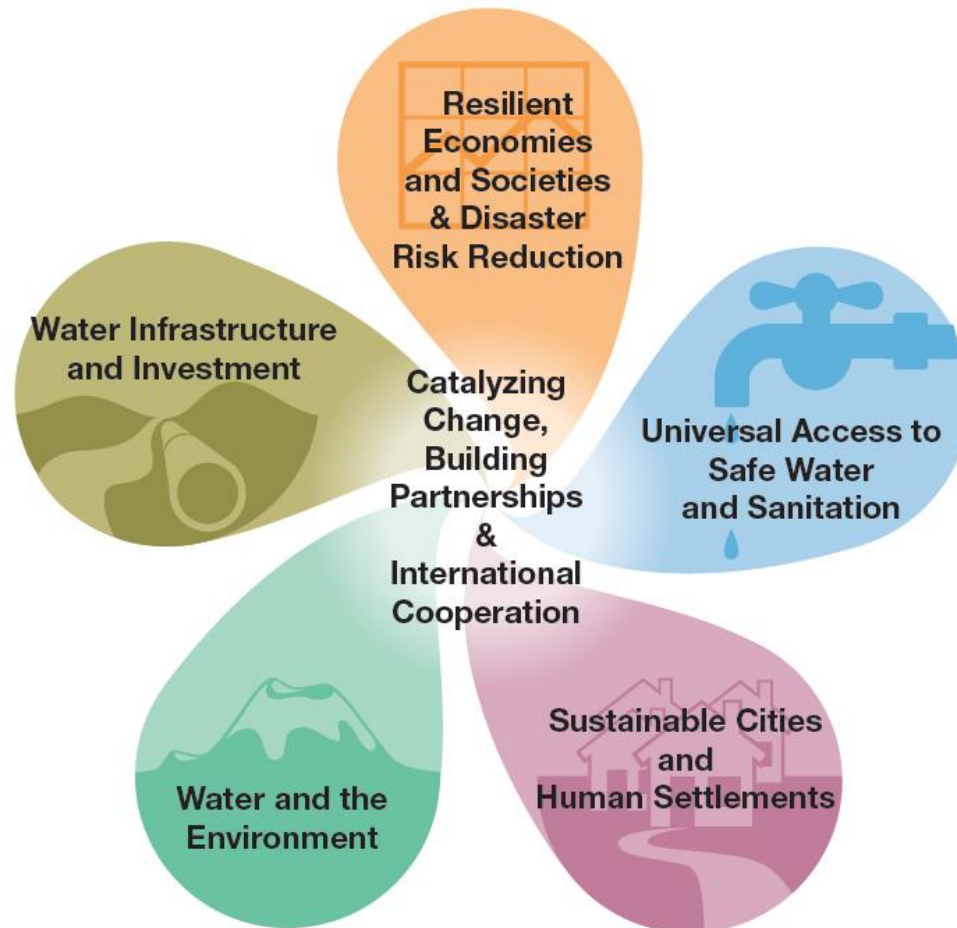 Resilient
Economies
and Societies
& Disaster
Risk Reduction
Water Infrastructure
and Investment
Catalyzing
Change,
Building
Partnerships
&
International
Cooperation
Universal Access to
Safe Water
and Sanitation
Water and the
Environment
Sustainable Cities
and
Human Settlements